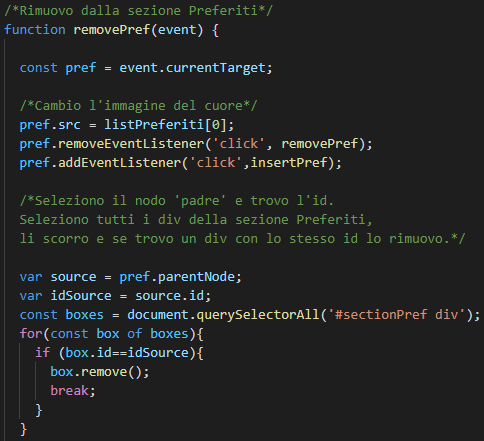 /*Rimuovo dalla sezione Preferiti*/
function removePref(event) {
const pref = event.currentTarget;
/*Cambio l'immagine del cuore*/
pref.src = listPreferiti[0];
pref.removeEventListener('click', removePref);
pref.addEventListener('click',insertPref);
/*Seleziono il nodo 'padre' e trovo l'id.
Seleziono tutti i div della sezione Preferiti,
li scorro e se trovo un div con lo stesso id lo rimuovo.*/
var source = pref.parentNode;
var idSource = source.id;
const boxes = document.querySelectorAll('#sectionPref div');
for(const box of boxes){
if (box.id==idSource){
box.remove();
break;
}
}